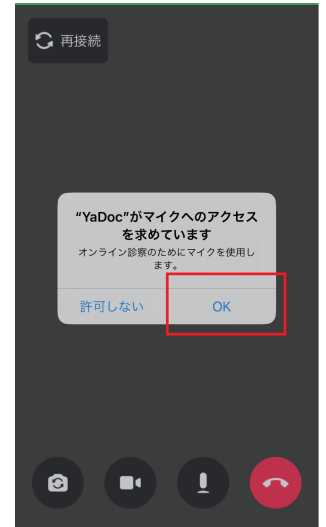 再接続
“YaDoc”がマイクへのアクセス
を求めています
オンライン診察のためにマイクを使用し
ます。
許可しない
OK